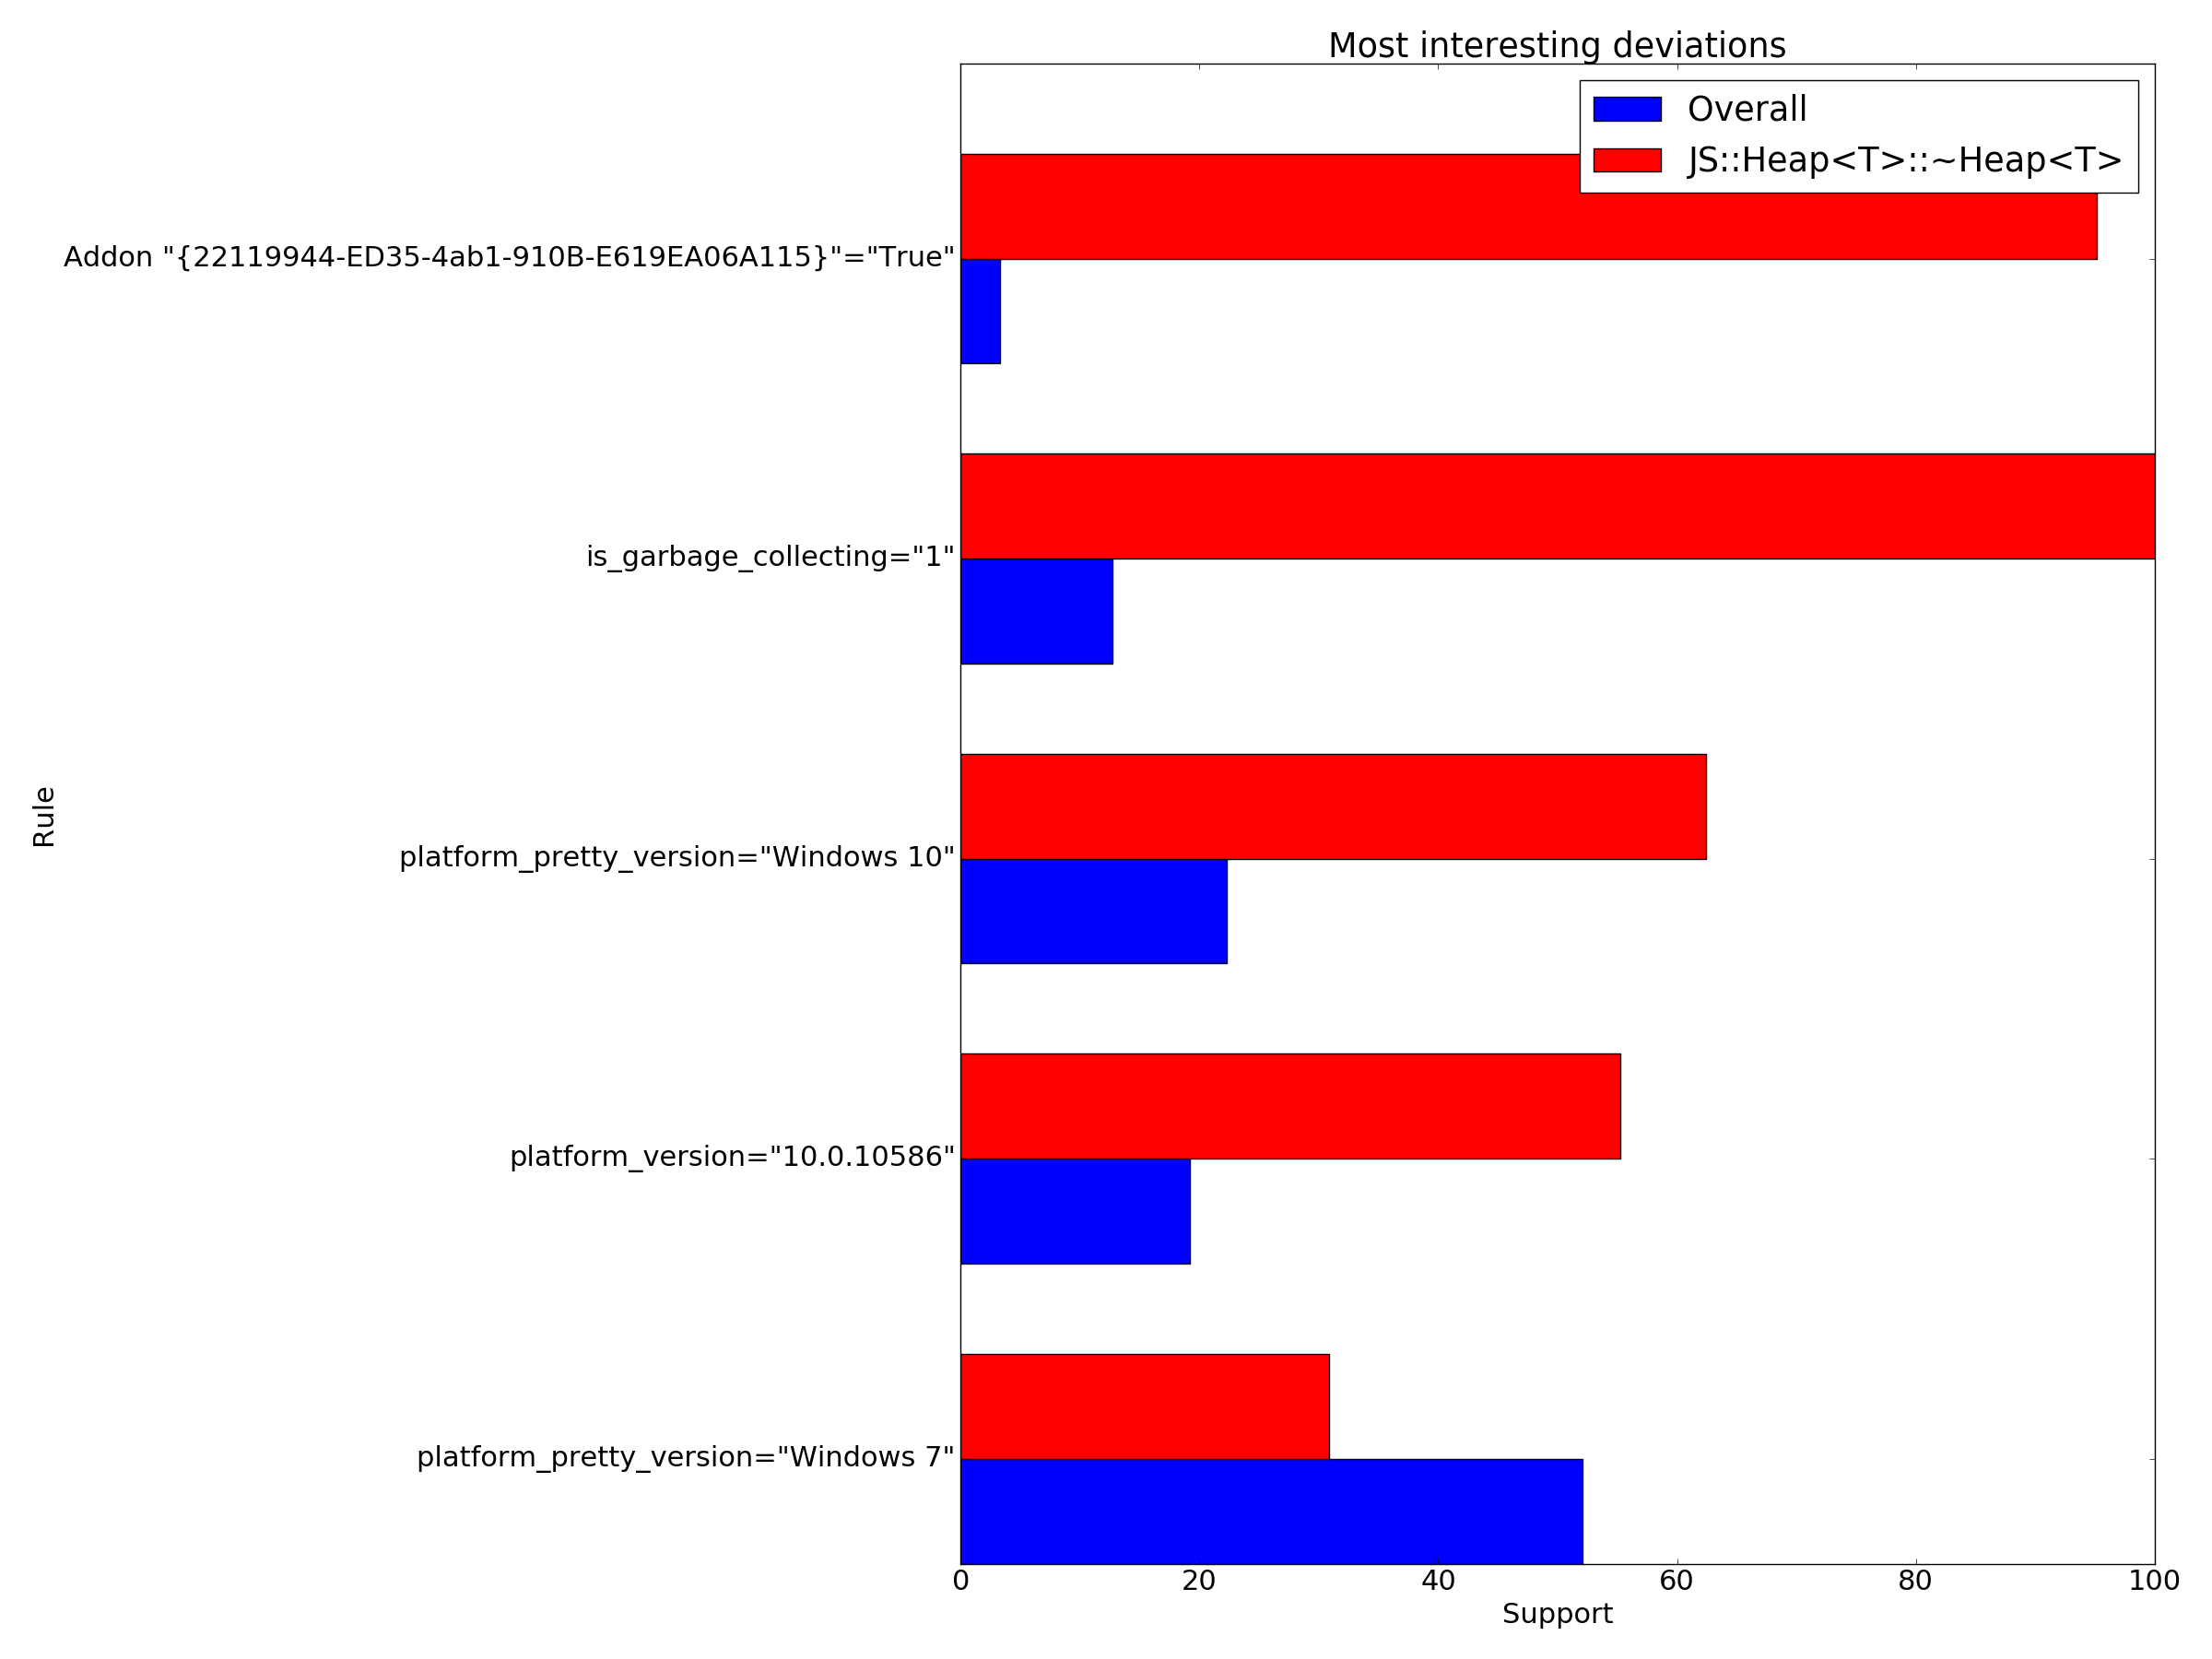 Most interesting deviations
Overall
JS::Heap<T>::~Heap<T>
Addon "{22119944-ED35-4ab1-910B-E619EA06A115}"="True"
is_garbage_collecting="1"
platform_pretty_version="Windows 10"
platform_version="10.0.10586"
platform_pretty_version="Windows 7"
Rule
0 20 40 60 80 100
Support